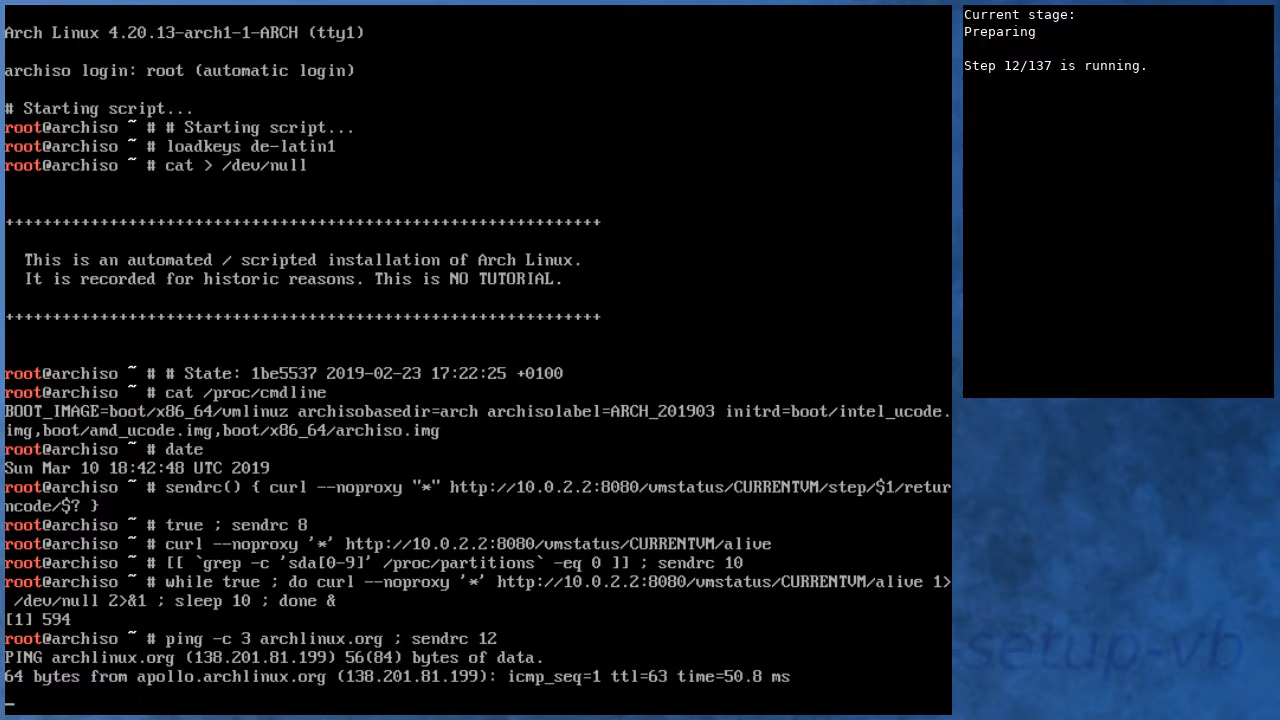 Arch Linux 4.20.13-arch1-1-ARCH (tty1)
archiso login: root (automatic login)
# Starting script...
root@archiso ~ # # Starting script...
root@archiso ~ # loadkeys de-latin1
root@archiso ~ # cat > /dev/null
++++++++++++++++++++++++++++++++++++++++++++++++++++++++++++++++
This is an automated / scripted installation of Arch Linux.
It is recorded for historic reasons. This is NO TUTORIAL.
++++++++++++++++++++++++++++++++++++++++++++++++++++++++++++++++
root@archiso ~ # # State: 1be5537 2019-02-23 17:22:25 +0100
root@archiso ~ # cat /proc/cmdline
BOOT_IMAGE=boot/x86_64/vmlinuz archisobasedir=arch archisolabel=ARCH_201903 initrd=boot/intel_ucode.
img,boot/amd_ucode.img,boot/x86_64/archiso.img
root@archiso ~ # date
Sun Mar 10 18:42:48 UTC 2019
root@archiso ~ # sendrc() { curl --noproxy "*" http://10.0.2.2:8080/vmstatus/CURRENTVM/step/$1/retur
ncode/$? }
root@archiso ~ # true ; sendrc 8
root@archiso ~ # curl --noproxy '*' http://10.0.2.2:8080/vmstatus/CURRENTVM/alive
root@archiso ~ # [[ `grep -c 'sda[0-9]' /proc/partitions` -eq 0 ]] ; sendrc 10
root@archiso ~ # while true ; do curl --noproxy '*' http://10.0.2.2:8080/vmstatus/CURRENTVM/alive 1>
/dev/null 2>&1 ; sleep 10 ; done &
[1] 594
root@archiso ~ # ping -c 3 archlinux.org ; sendrc 12
PING archlinux.org (138.201.81.199) 56(84) bytes of data.
64 bytes from apollo.archlinux.org (138.201.81.199): icmp_seq=1 ttl=63 time=50.8 ms
Current stage:
Preparing
Step 12/137 is running.
setup-vb